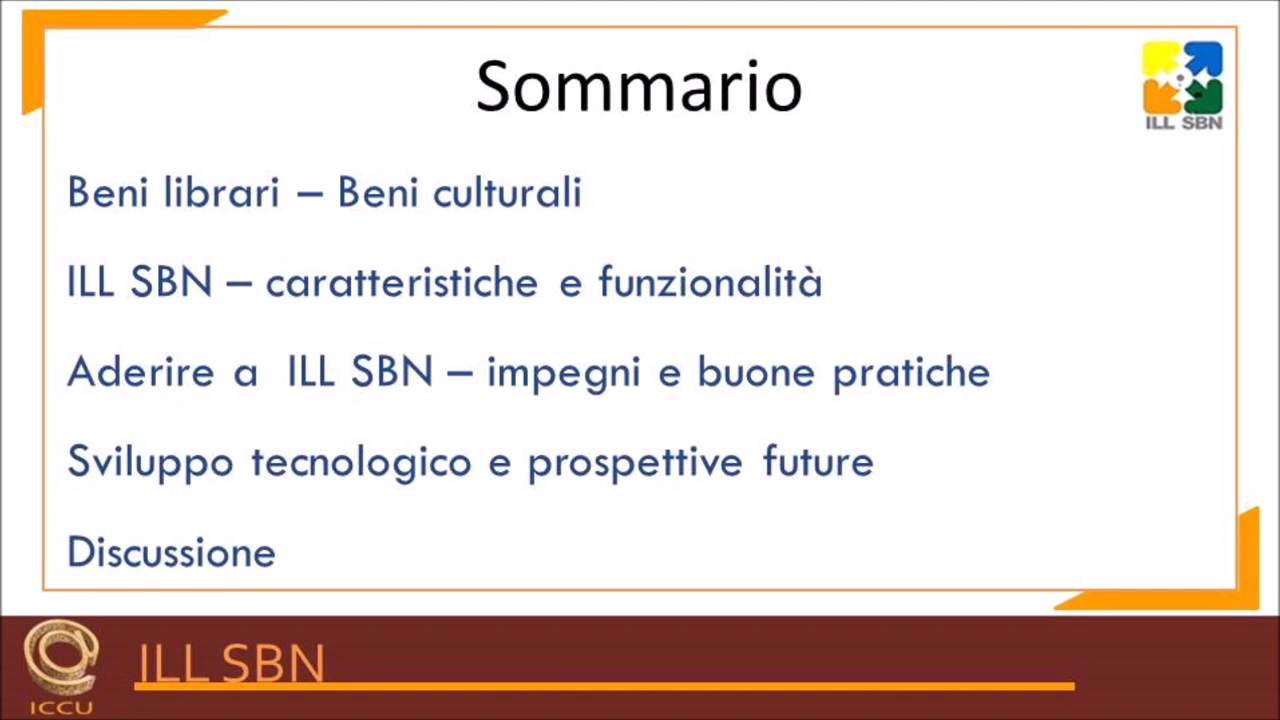 Sommario
ILL SBN
Beni librari – Beni culturali
ILL SBN – caratteristiche e funzionalità
Aderire a ILL SBN – impegni e buone pratiche
Sviluppo tecnologico e prospettive future
Discussione
ILL SBN
ICCU